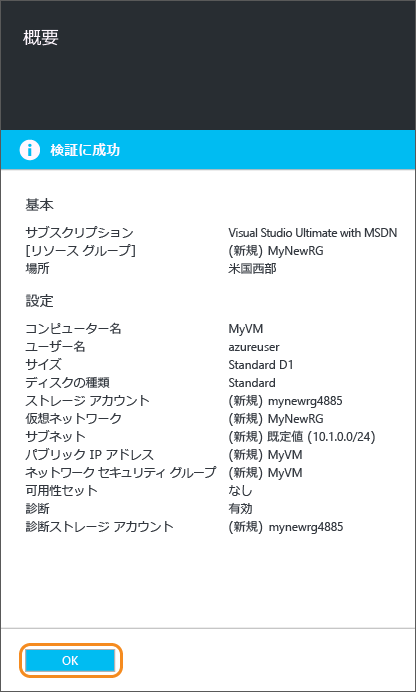 概要
検証に成功
基本
サブスクリプション Visual Studio Ultimate with MSDN
[リソース グループ] (新規) MyNewRG
場所 米国西部
設定
コンピューター名 MyVM
ユーザー名 azureuser
サイズ Standard D1
ディスクの種類 Standard
ストレージ アカウント (新規) mynewrg4885
仮想ネットワーク (新規) MyNewRG
サブネット (新規) 既定値 (10.1.0.0/24)
パブリック IP アドレス (新規) MyVM
ネットワーク セキュリティ グループ (新規) MyVM
可用性セット なし
診断 有効
診断ストレージ アカウント (新規) mynewrg4885
OK